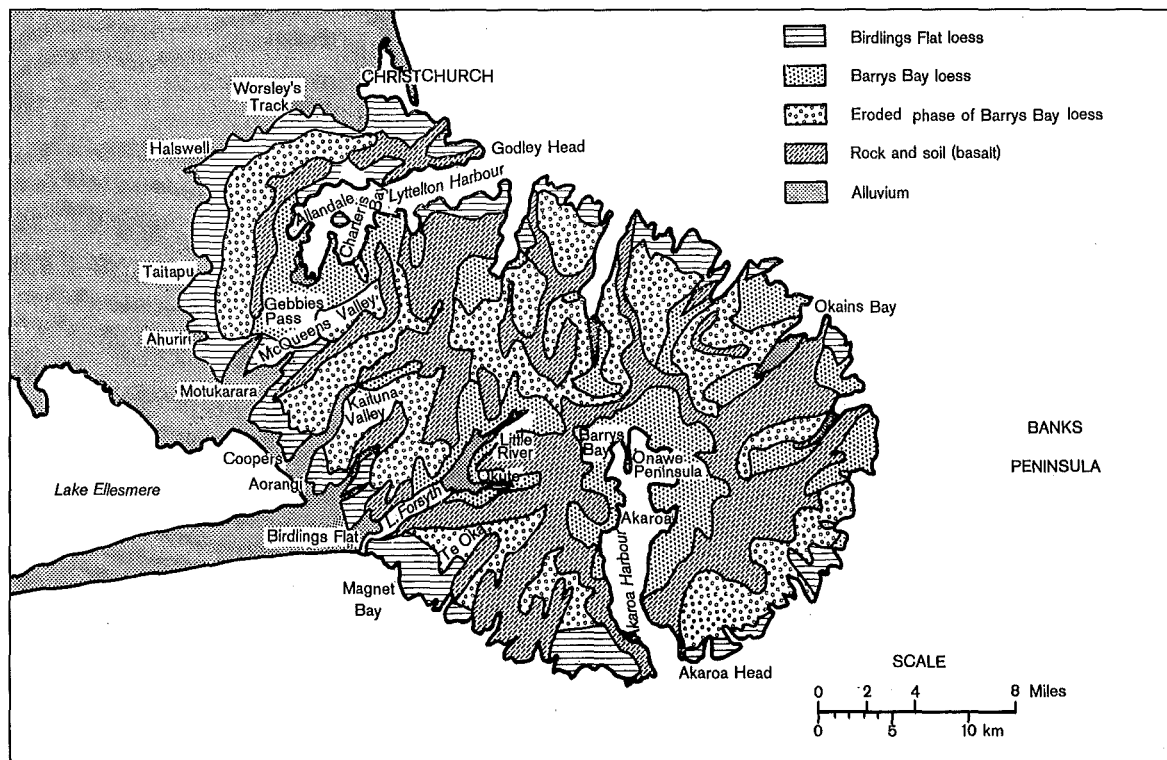 CHRISTCHURCH
Worsley's
Track
Halswell
Godley Head
Lyttelton Harbour
Allandale
Charteris
Bay
Taitapu
Gebbies
Pass
McQueens Valley
Ahuriri
Motukarara
Kaituna
Valley
Okains Bay
Little
River
Barrys
Bay
Onawe
Peninsula
Okute
Coopers
Aorangi
Lake Ellesmere
L. Forsyth
Akaroa
Birdlings Flat
Te Oka
Magnet
Bay
Akaroa Harbour
Akaroa Head
BANKS
PENINSULA
Birdlings Flat loess
Barrys Bay loess
Eroded phase of Barrys Bay loess
Rock and soil (basalt)
Alluvium
SCALE
0 2 4 8 Miles
0 5 10 km